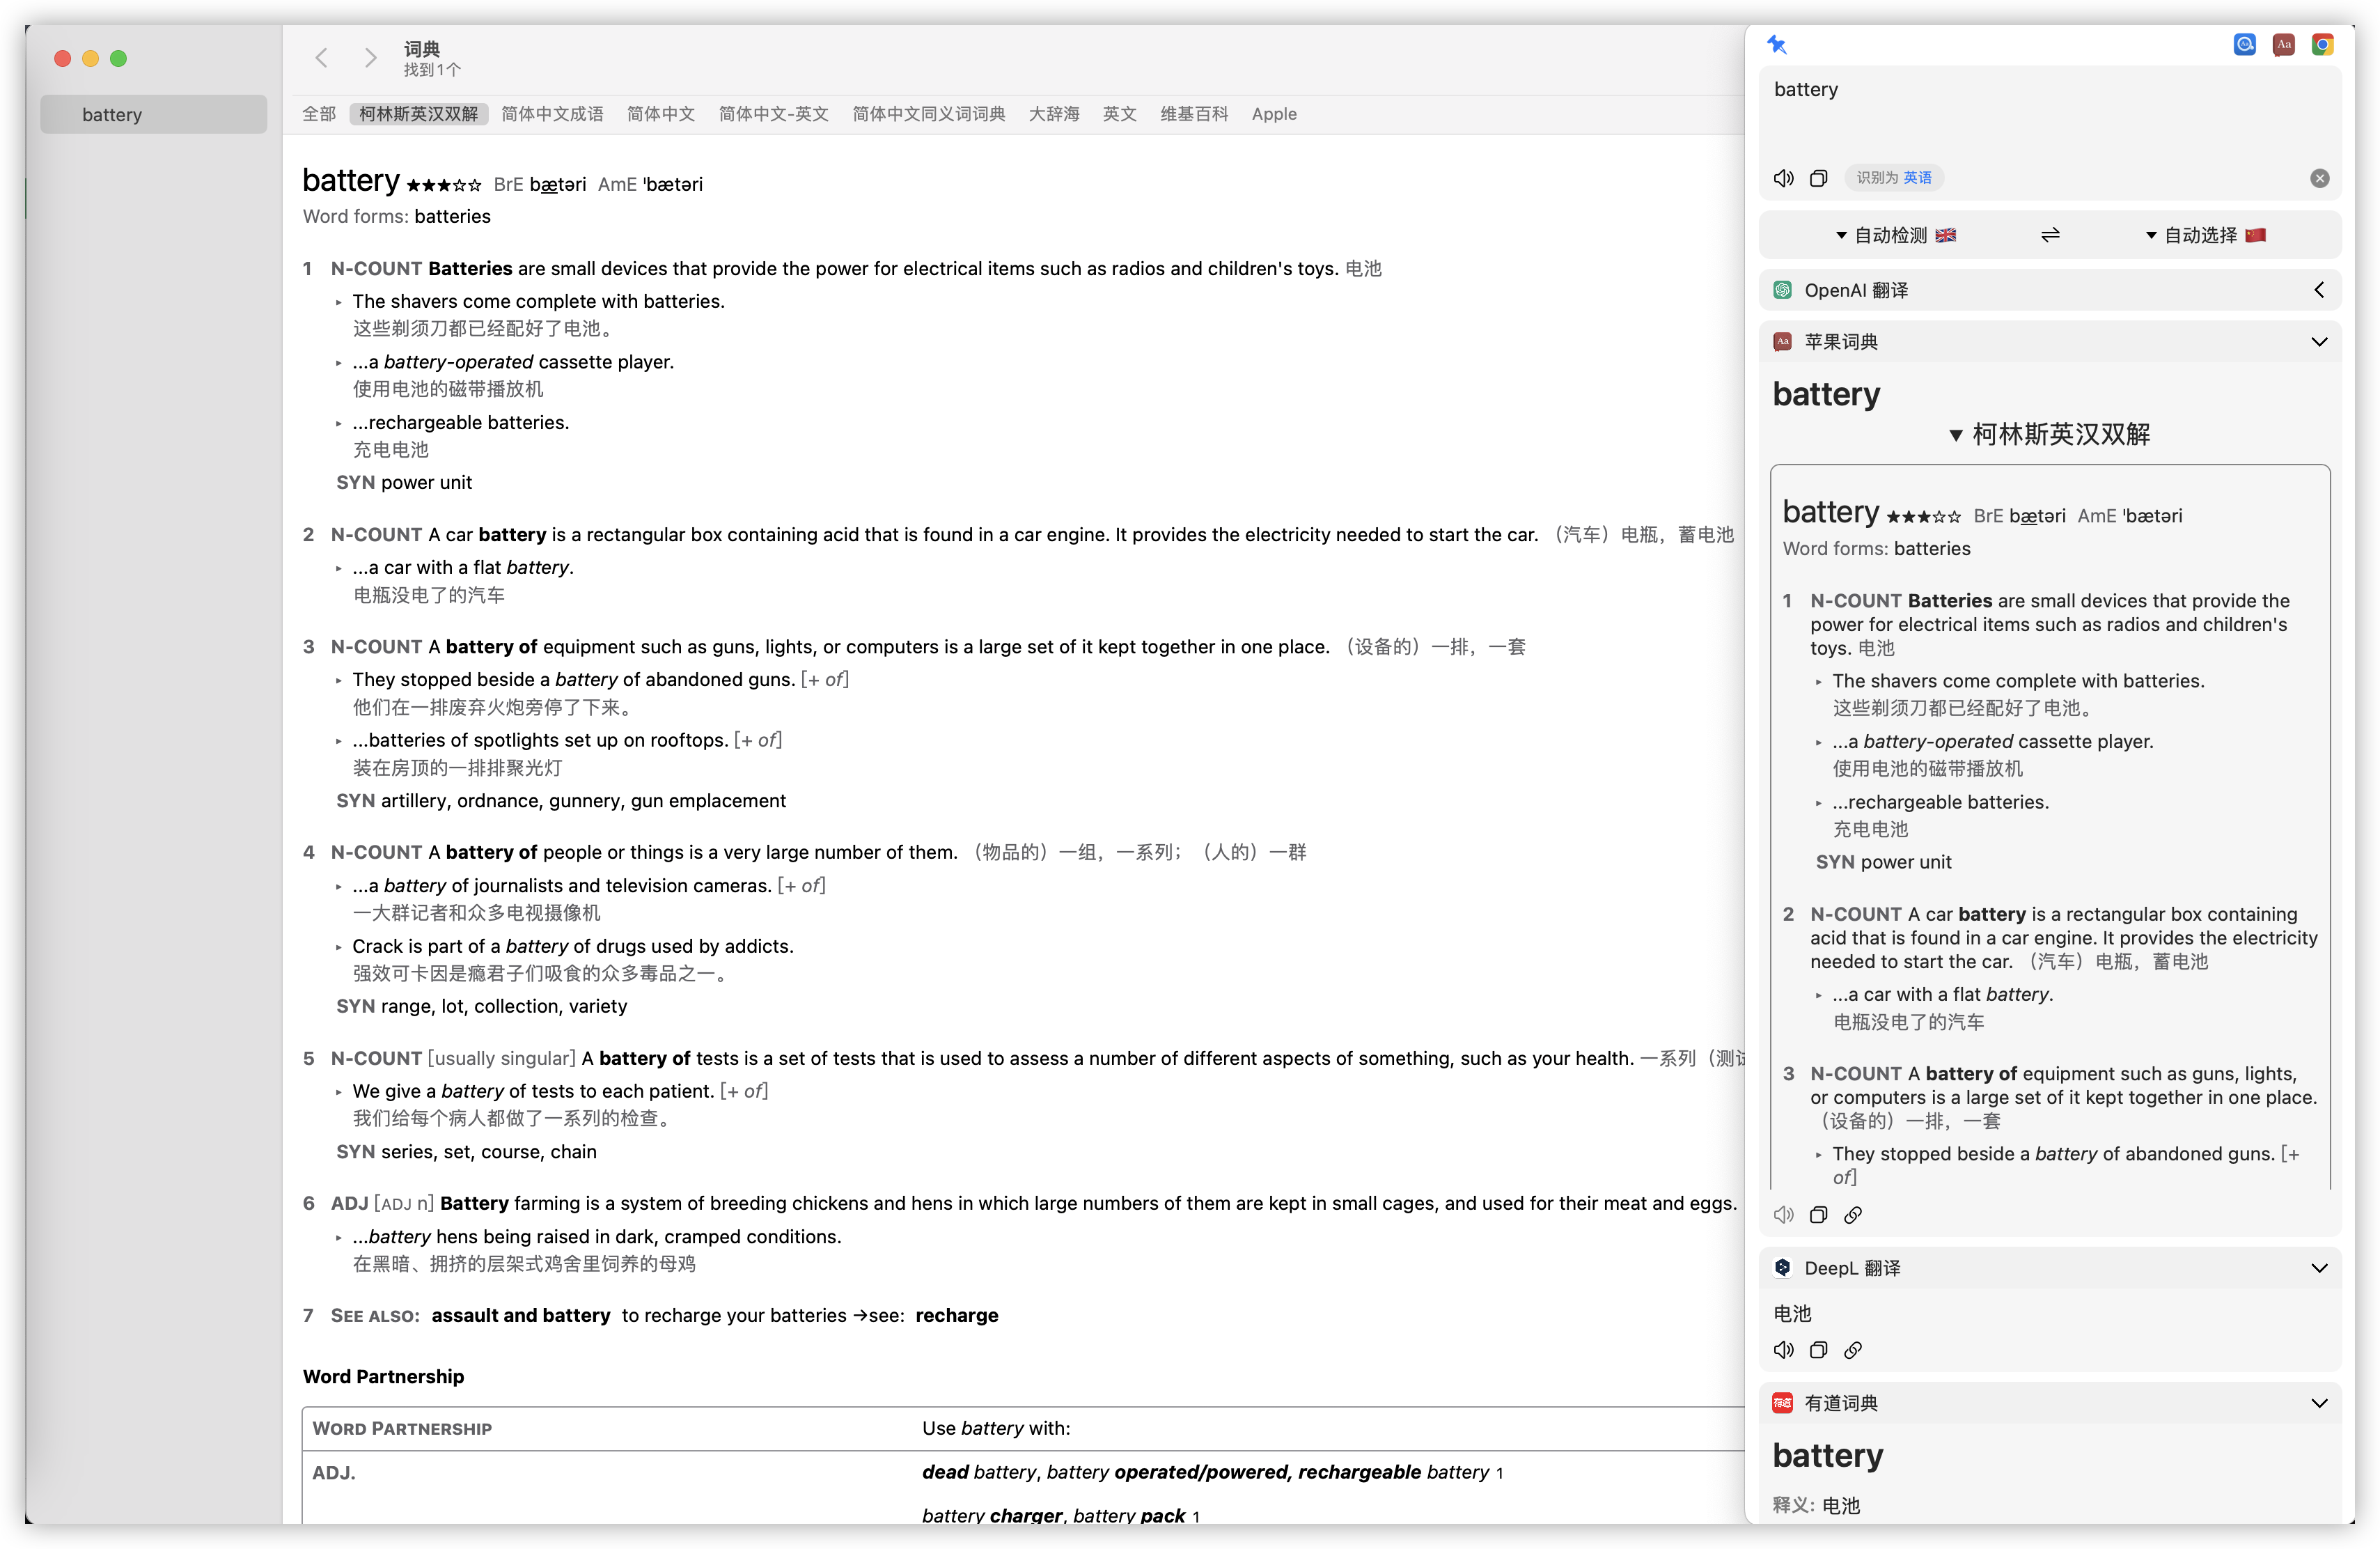 battery
词典
找到1个
全部 柯林斯英汉双解 简体中文成语 简体中文 简体中文-英文 简体中文同义词词典 大辞海 英文 维基百科 Apple
battery ★★★☆☆ BrE bætəri AmE 'bætəri
Word forms: batteries
1 N-COUNT Batteries are small devices that provide the power for electrical items such as radios and children's toys. 电池
▸ The shavers come complete with batteries.
这些剃须刀都已经配好了电池。
▸ ...a battery-operated cassette player.
使用电池的磁带播放机
▸ ...rechargeable batteries.
充电电池
SYN power unit
2 N-COUNT A car battery is a rectangular box containing acid that is found in a car engine. It provides the electricity needed to start the car. （汽车）电瓶，蓄电池
▸ ...a car with a flat battery.
电瓶没电了的汽车
3 N-COUNT A battery of equipment such as guns, lights, or computers is a large set of it kept together in one place. （设备的）一排，一套
▸ They stopped beside a battery of abandoned guns. [+ of]
他们在一排废弃火炮旁停了下来。
▸ ...batteries of spotlights set up on rooftops. [+ of]
装在房顶的一排排聚光灯
SYN artillery, ordnance, gunnery, gun emplacement
4 N-COUNT A battery of people or things is a very large number of them. （物品的）一组，一系列；（人的）一群
▸ ...a battery of journalists and television cameras. [+ of]
一大群记者和众多电视摄像机
▸ Crack is part of a battery of drugs used by addicts.
强效可卡因是瘾君子们吸食的众多毒品之一。
SYN range, lot, collection, variety
5 N-COUNT [usually singular] A battery of tests is a set of tests that is used to assess a number of different aspects of something, such as your health. 一系列（测
▸ We give a battery of tests to each patient. [+ of]
我们给每个病人都做了一系列的检查。
SYN series, set, course, chain
6 ADJ [ADJ n] Battery farming is a system of breeding chickens and hens in which large numbers of them are kept in small cages, and used for their meat and eggs.
▸ ...battery hens being raised in dark, cramped conditions.
在黑暗、拥挤的层架式鸡舍里饲养的母鸡
7 SEE ALSO: assault and battery to recharge your batteries →see: recharge
Word Partnership
WORD PARTNERSHIP Use battery with:
ADJ. dead battery, battery operated/powered, rechargeable battery 1
battery charger, battery pack 1
Aa
battery
识别为 英语
▼ 自动检测 🇬🇧 ⇌ ▼ 自动选择 🇨🇳
OpenAI 翻译
Aa 苹果词典
battery
▼ 柯林斯英汉双解
battery ★★★☆☆ BrE bætəri AmE 'bætəri
Word forms: batteries
1 N-COUNT Batteries are small devices that provide the
power for electrical items such as radios and children's
toys. 电池
▸ The shavers come complete with batteries.
这些剃须刀都已经配好了电池。
▸ ...a battery-operated cassette player.
使用电池的磁带播放机
▸ ...rechargeable batteries.
充电电池
SYN power unit
2 N-COUNT A car battery is a rectangular box containing
acid that is found in a car engine. It provides the electricity
needed to start the car. （汽车）电瓶，蓄电池
▸ ...a car with a flat battery.
电瓶没电了的汽车
3 N-COUNT A battery of equipment such as guns, lights,
or computers is a large set of it kept together in one place.
（设备的）一排，一套
▸ They stopped beside a battery of abandoned guns. [+
of]
DeepL 翻译
电池
有道 有道词典
battery
释义: 电池